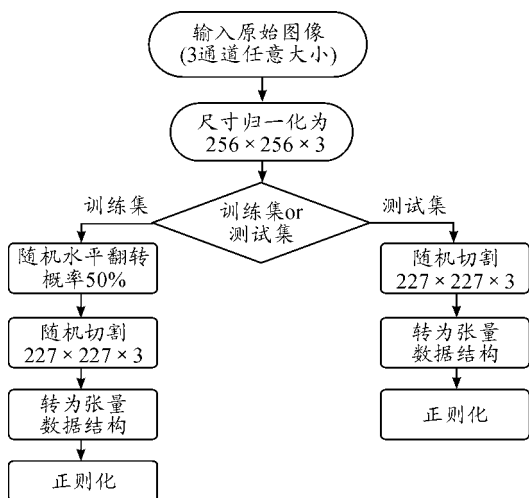 输入原始图像
(3通道任意大小)
尺寸归一化为
256×256×3
训练集or
测试集
训练集
测试集
随机水平翻转
概率50%
随机切割
227×227×3
转为张量
数据结构
正则化
随机切割
227×227×3
转为张量
数据结构
正则化